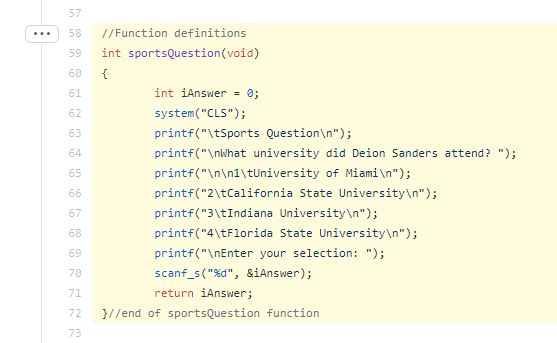 57
58 //Function definitions
59 int sportsQuestion(void)
60 {
61 int iAnswer = 0;
62 system("CLS");
63 printf("\tSports Question\n");
64 printf("\nWhat university did Deion Sanders attend? ");
65 printf("\n\n1\tUniversity of Miami\n");
66 printf("2\tCalifornia State University\n");
67 printf("3\tIndiana University\n");
68 printf("4\tFlorida State University\n");
69 printf("\nEnter your selection: ");
70 scanf_s("%d", &iAnswer);
71 return iAnswer;
72 }//end of sportsQuestion function
73